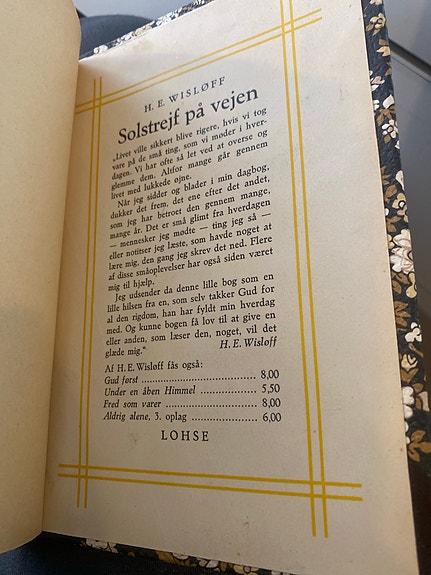 H. E. WISLØFF
Solstrejf på vejen
„Livet ville sikkert blive rigere, hvis vi tog
vare på de små ting, som vi møder i hver-
dagen. Vi har ofte så let ved at overse og
glemme dem. Altfor mange går gennem
livet med lukkede øjne.
Når jeg sidder og blader i min dagbog,
dukker det frem, det ene efter det andet,
som jeg har betroet den gennem mange,
mange år. Det er små glimt fra hverdagen
— mennesker jeg mødte — ting jeg så —
eller notitser jeg læste, som havde noget at
lære mig, den gang jeg skrev det ned. Flere
af disse småoplevelser har også siden været
mig til hjælp.
Jeg udsender da denne lille bog som en
lille hilsen fra en, som selv takker Gud for
al den rigdom, han har fyldt min hverdag
med. Og kunne bogen få lov til at give en
eller anden, som læser den, noget, vil det
glæde mig.“ H. E. Wisløff
Af H. E. Wisløff fås også:
Gud først ........................... 8,00
Under en åben Himmel ............ 5,50
Fred som varer ..................... 8,00
Aldrig alene, 3. oplag ............... 6,00
LOHSE